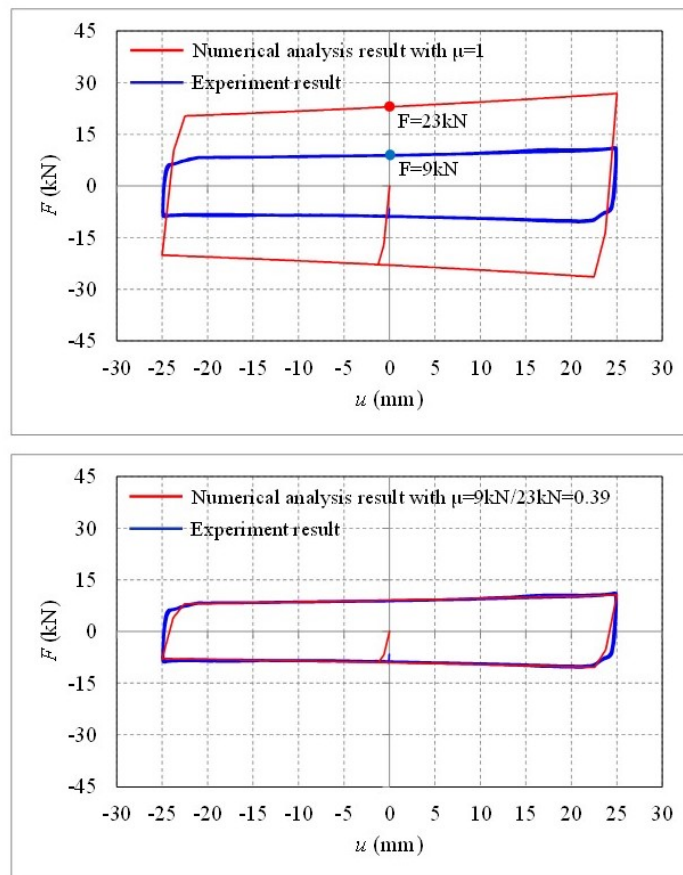 45
Numerical analysis result with μ=1
30
Experiment result
15
F=23kN
F=9kN
F (kN)
0
-15
-30
-45
-30 -25 -20 -15 -10 -5 0 5 10 15 20 25 30
u (mm)
45
Numerical analysis result with μ=9kN/23kN=0.39
30
Experiment result
15
F (kN)
0
-15
-30
-45
-30 -25 -20 -15 -10 -5 0 5 10 15 20 25 30
u (mm)